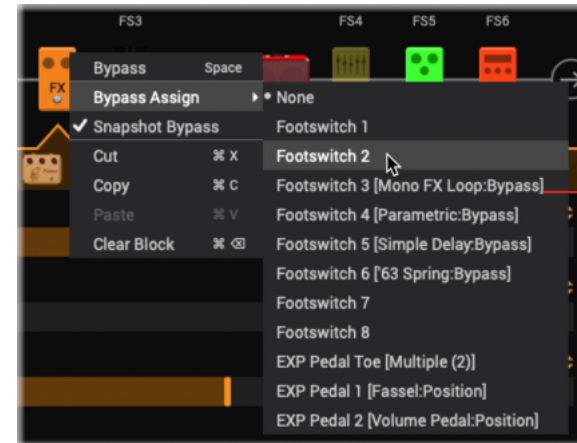 FS3 FS4 FS5 FS6
FX
Bypass Space
Bypass Assign
✓ Snapshot Bypass
Cut ⌘ X
Copy ⌘ C
Paste ⌘ V
Clear Block ⌘ ⌫
• None
Footswitch 1
Footswitch 2
Footswitch 3 [Mono FX Loop:Bypass]
Footswitch 4 [Parametric:Bypass]
Footswitch 5 [Simple Delay:Bypass]
Footswitch 6 ['63 Spring:Bypass]
Footswitch 7
Footswitch 8
EXP Pedal Toe [Multiple (2)]
EXP Pedal 1 [Fassel:Position]
EXP Pedal 2 [Volume Pedal:Position]